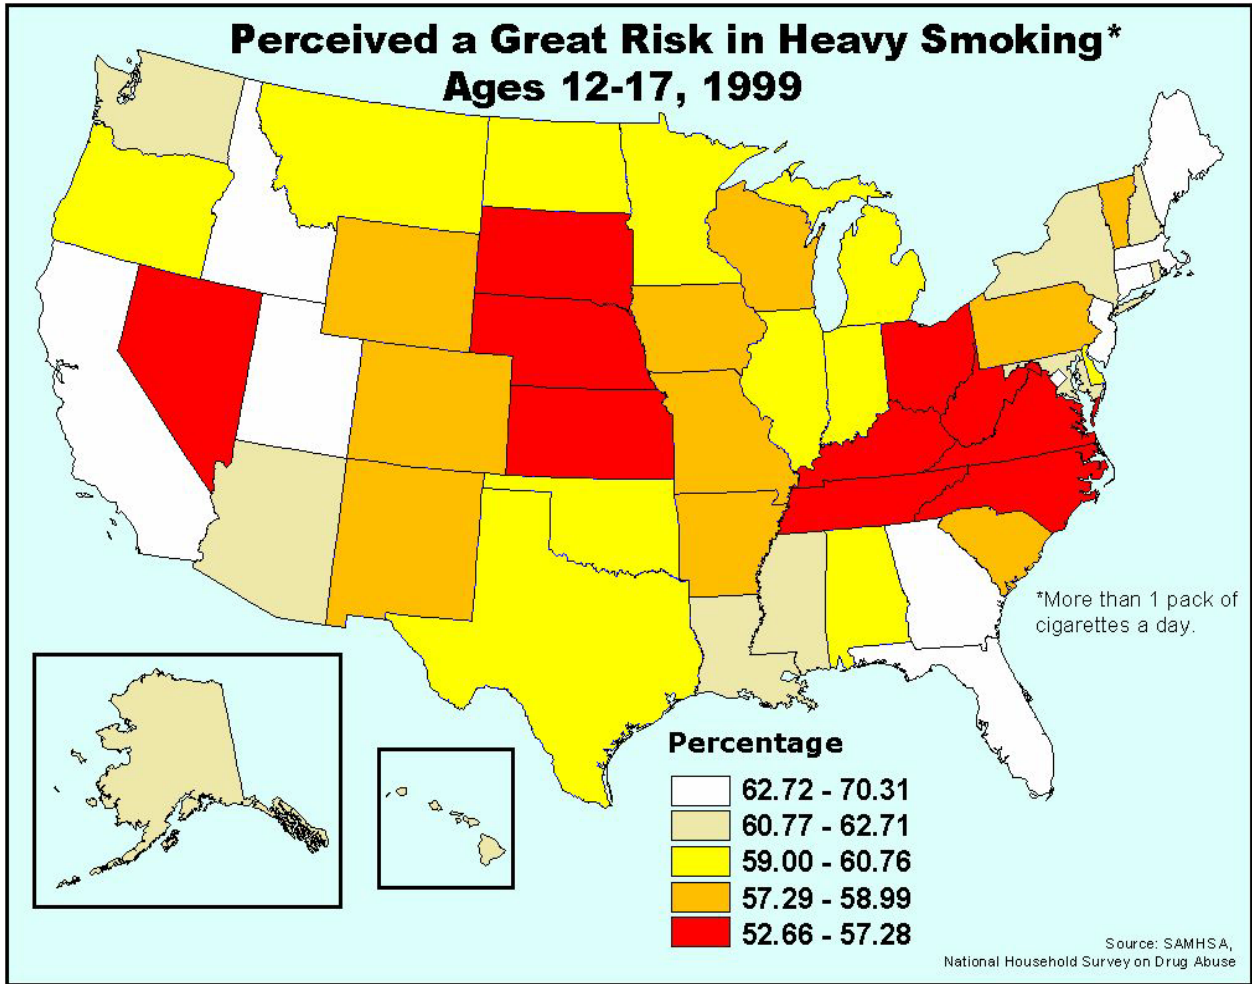 Perceived a Great Risk in Heavy Smoking*
Ages 12-17, 1999
*More than 1 pack of
cigarettes a day.
Percentage
62.72 - 70.31
60.77 - 62.71
59.00 - 60.76
57.29 - 58.99
52.66 - 57.28
Source: SAMHSA,
National Household Survey on Drug Abuse